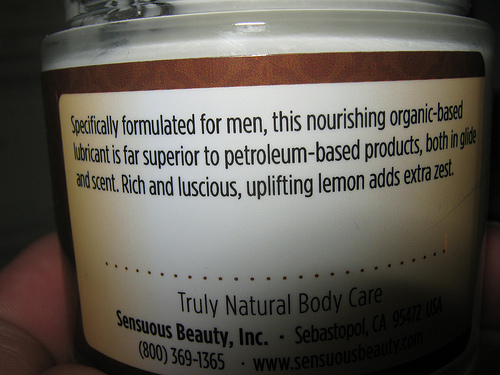 Specifically formulated for men, this nourishing organic-based
lubricant is far superior to petroleum-based products, both in glide
and scent. Rich and luscious, uplifting lemon adds extra zest.
Truly Natural Body Care
Sensuous Beauty, Inc. · Sebastopol, CA 95472 USA
(800) 369-1365 · www.sensuousbeauty.com